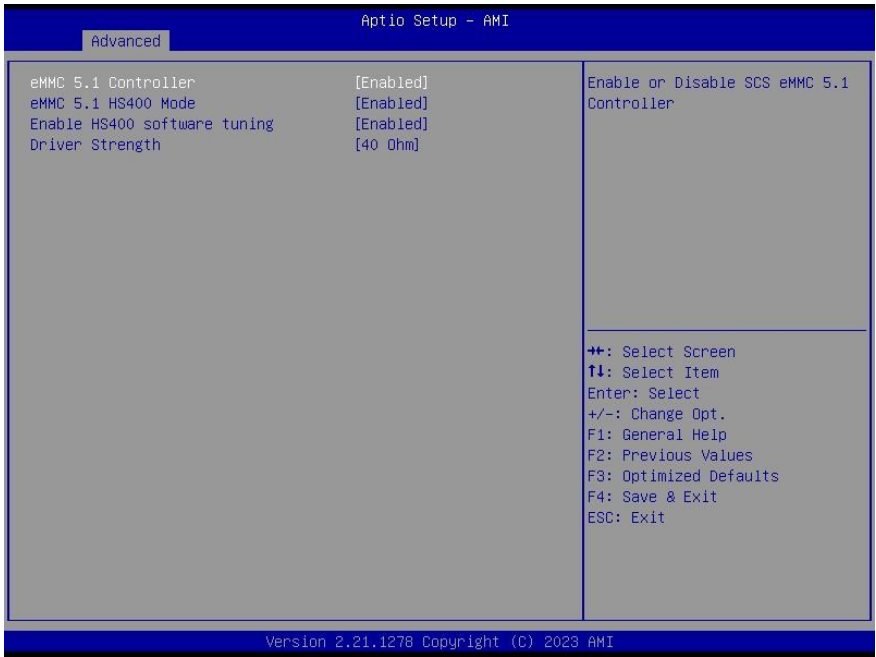 Aptio Setup – AMI
Advanced
eMMC 5.1 Controller [Enabled]
eMMC 5.1 HS400 Mode [Enabled]
Enable HS400 software tuning [Enabled]
Driver Strength [40 Ohm]
Enable or Disable SCS eMMC 5.1
Controller
→←: Select Screen
↑↓: Select Item
Enter: Select
+/-: Change Opt.
F1: General Help
F2: Previous Values
F3: Optimized Defaults
F4: Save & Exit
ESC: Exit
Version 2.21.1278 Copyright (C) 2023 AMI